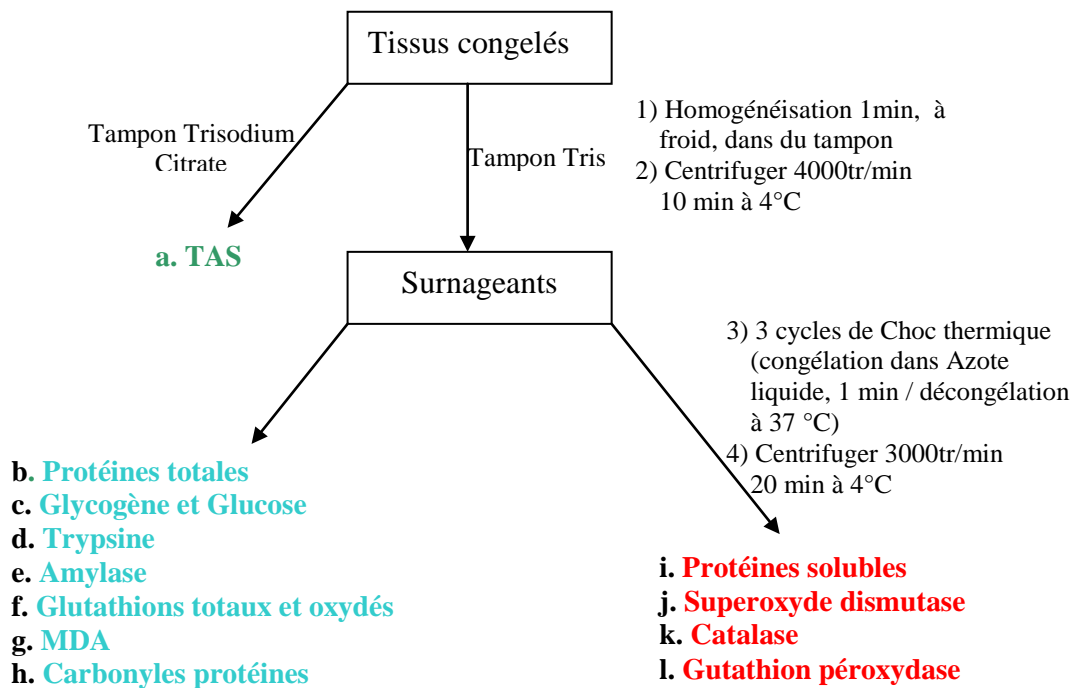 Tissus congelés
Tampon Trisodium
Citrate
Tampon Tris
1) Homogénéisation 1min, à
froid, dans du tampon
2) Centrifuger 4000tr/min
10 min à 4°C
a. TAS
Surnageants
3) 3 cycles de Choc thermique
(congélation dans Azote
liquide, 1 min / décongélation
à 37 °C)
4) Centrifuger 3000tr/min
20 min à 4°C
b. Protéines totales
c. Glycogène et Glucose
d. Trypsine
e. Amylase
f. Glutathions totaux et oxydés
g. MDA
h. Carbonyles protéines
i. Protéines solubles
j. Superoxyde dismutase
k. Catalase
l. Gutathion péroxydase